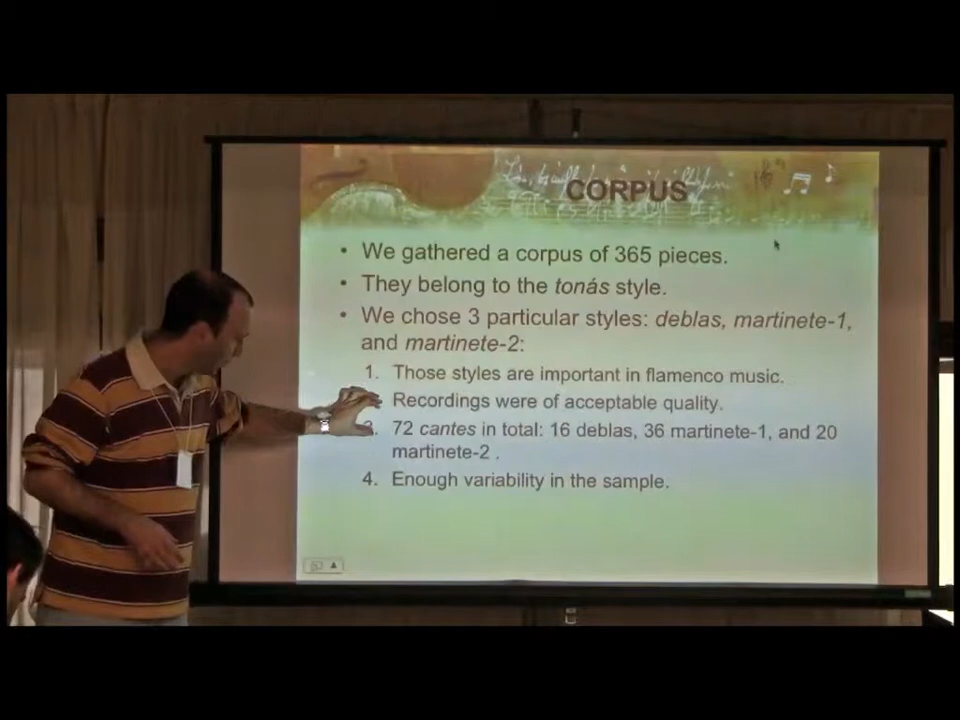 CORPUS
• We gathered a corpus of 365 pieces.
• They belong to the tonás style.
• We chose 3 particular styles: deblas, martinete-1,
and martinete-2:
1. Those styles are important in flamenco music.
Recordings were of acceptable quality.
3. 72 cantes in total: 16 deblas, 36 martinete-1, and 20
martinete-2 .
4. Enough variability in the sample.